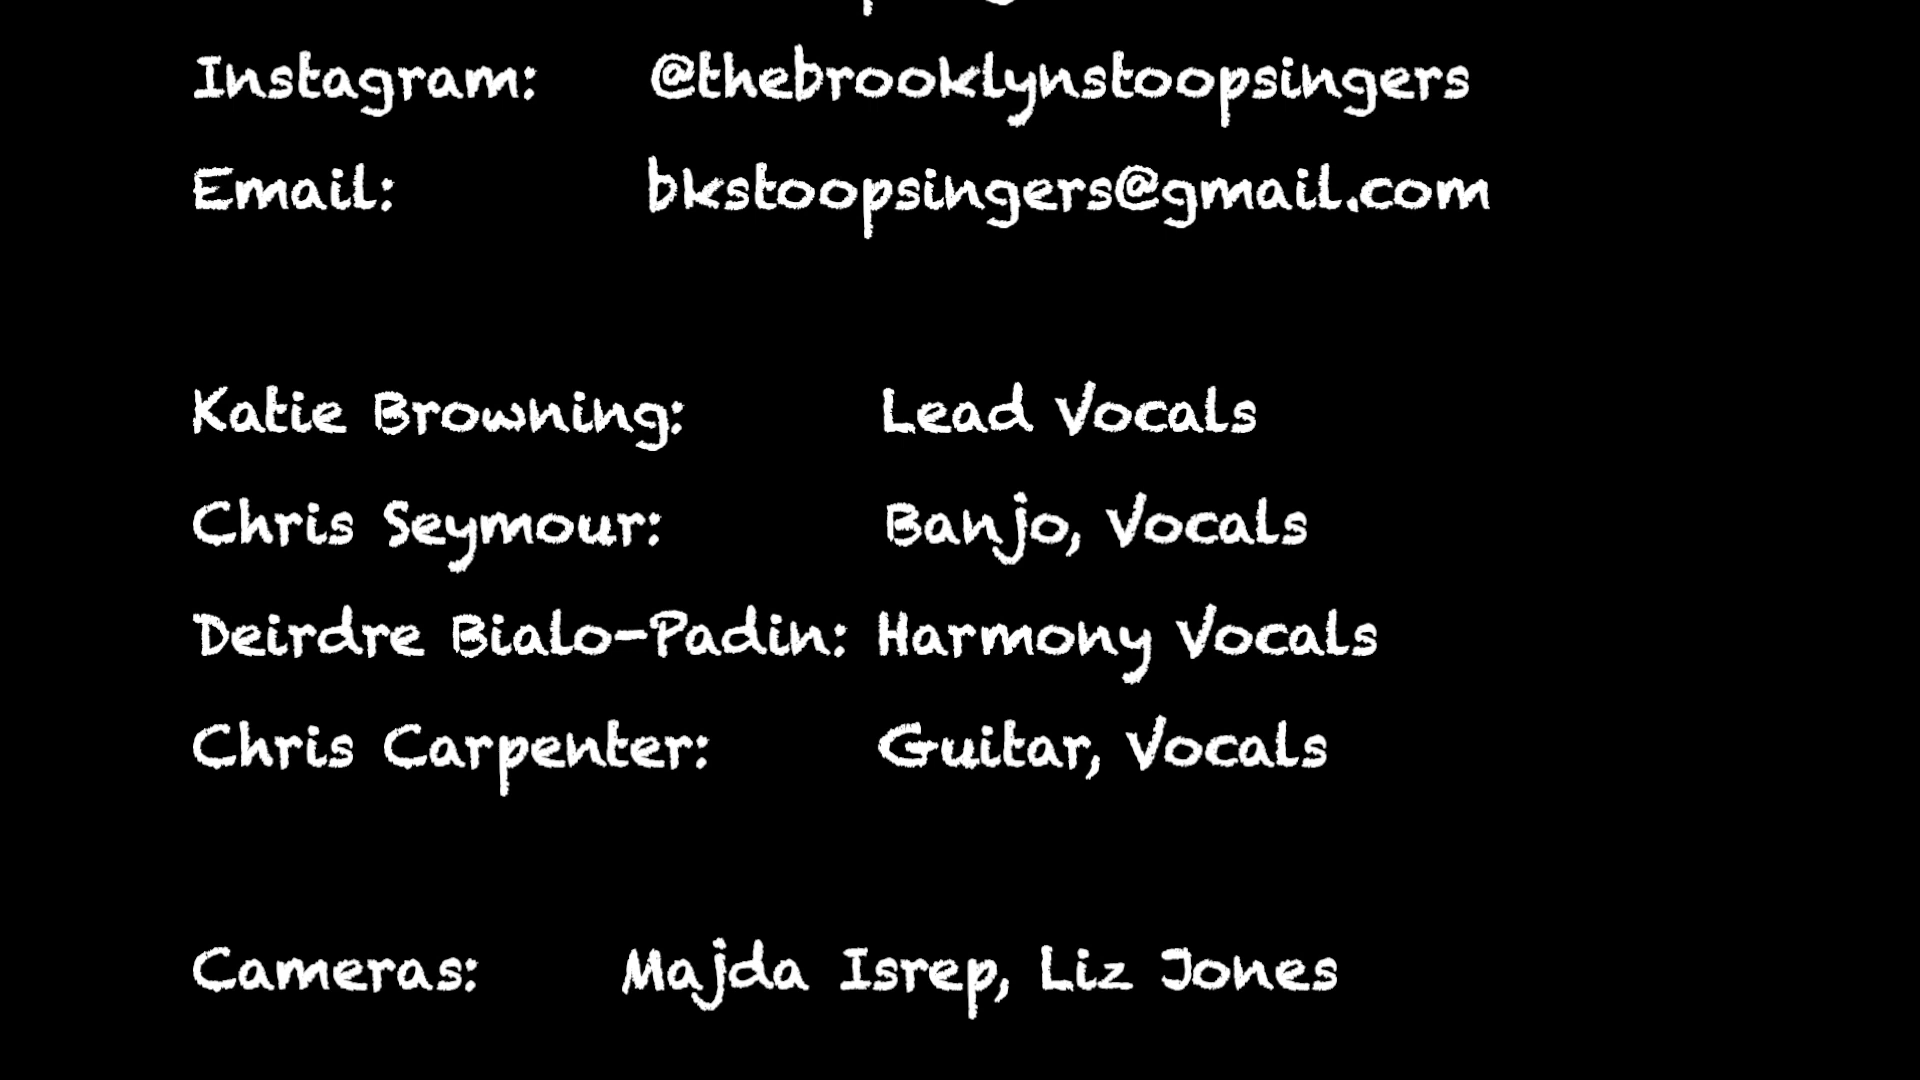 Instagram: @thebrooklynstoopsingers
Email: bkstoopsingers@gmail.com
Katie Browning: Lead Vocals
Chris Seymour: Banjo, Vocals
Deirdre Bialo-Padin: Harmony Vocals
Chris Carpenter: Guitar, Vocals
Cameras: Majda Isrep, Liz Jones